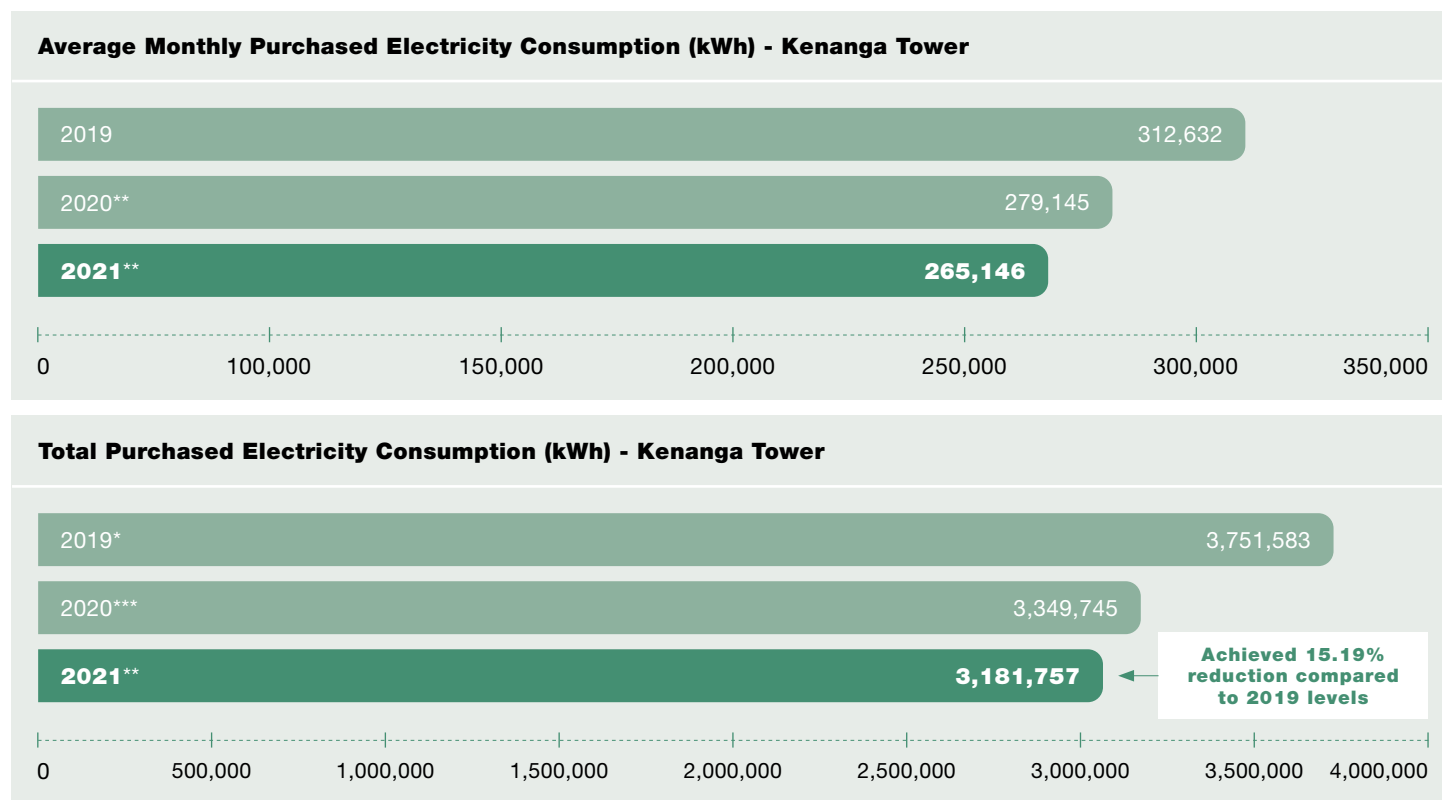 Average Monthly Purchased Electricity Consumption (kWh) - Kenanga Tower
2019 312,632
2020** 279,145
2021** 265,146
0 100,000 150,000 200,000 250,000 300,000 350,000
Total Purchased Electricity Consumption (kWh) - Kenanga Tower
2019* 3,751,583
2020*** 3,349,745
2021** 3,181,757
Achieved 15.19%
reduction compared
to 2019 levels
0 500,000 1,000,000 1,500,000 2,000,000 2,500,000 3,000,000 3,500,000 4,000,000